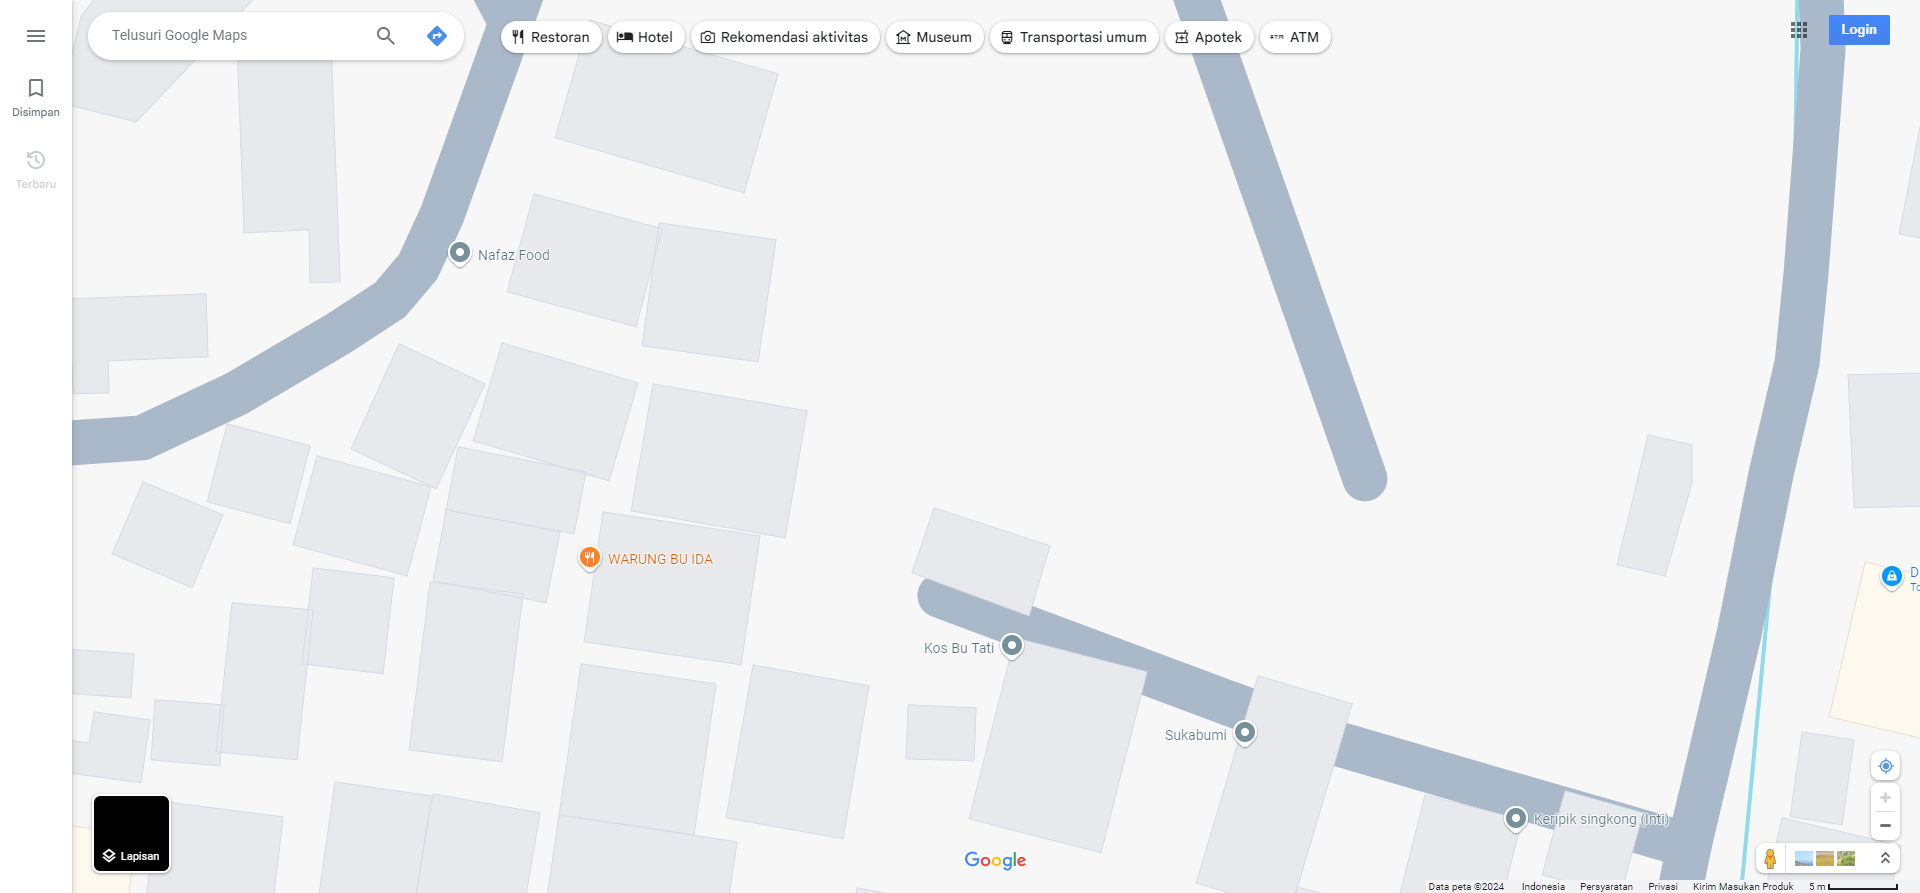 Telusuri Google Maps
Restoran
Hotel
Rekomendasi aktivitas
Museum
Transportasi umum
Apotek
ATM
Login
Disimpan
Terbaru
Nafaz Food
WARUNG BU IDA
D
To
Kos Bu Tati
Sukabumi
Keripik singkong (Inti)
Lapisan
Google
Data peta ©2024
Indonesia
Persyaratan
Privasi
Kirim Masukan Produk
5 m